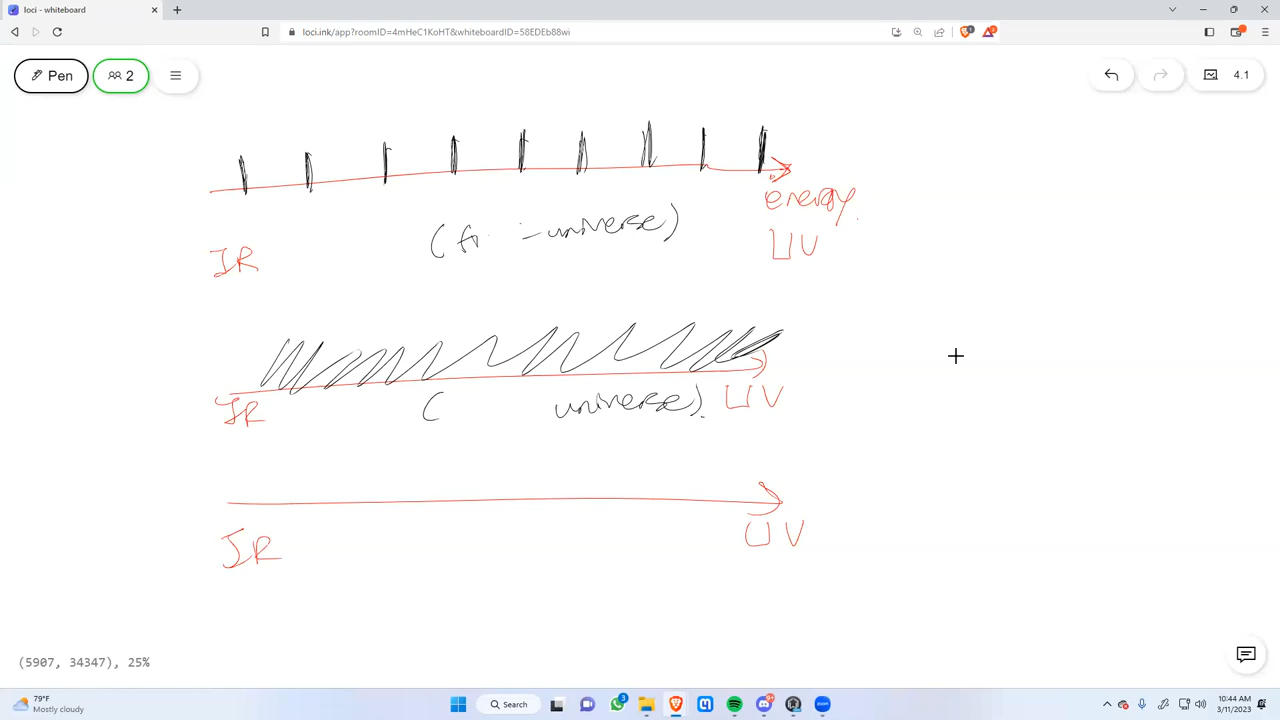 loci - whiteboard
loci.ink/app?roomID=4mHeC1KoHT&whiteboardID=58EDEb88wi
Pen
2
4.1
energy
IR
UV
-universe)
IR
(
universe).
UV
IR
UV
(5907, 34347), 25%
79°F
Mostly cloudy
Search
3
10:44 AM
3/11/2023